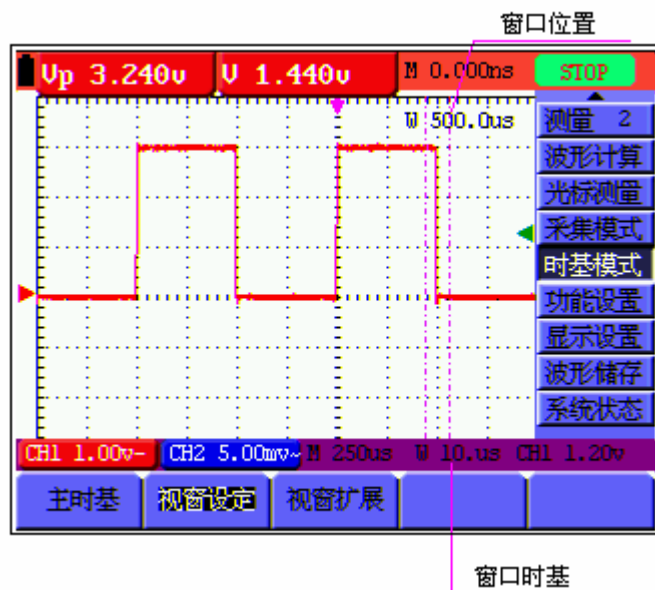 窗口位置
Vp 3.240v V 1.440v M 0.000ns STOP
W 500.0us
测量 2
波形计算
光标测量
采集模式
时基模式
功能设置
显示设置
波形储存
系统状态
CH1 1.00v- CH2 5.00mv~ M 250us W 10.us CH1 1.20v
主时基 视窗设定 视窗扩展
窗口时基